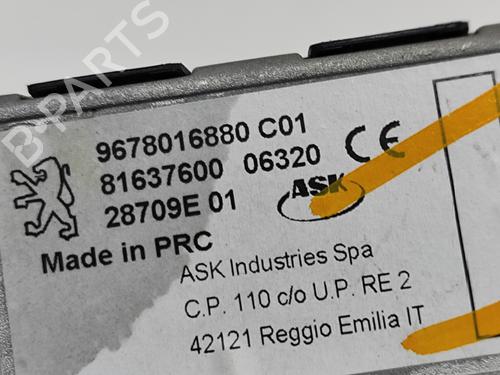 B-PARTS
9678016880 C01
81637600 06320
28709E 01
CE
ASK
Made in PRC
ASK Industries Spa
C.P. 110 c/o U.P. RE 2
42121 Reggio Emilia IT